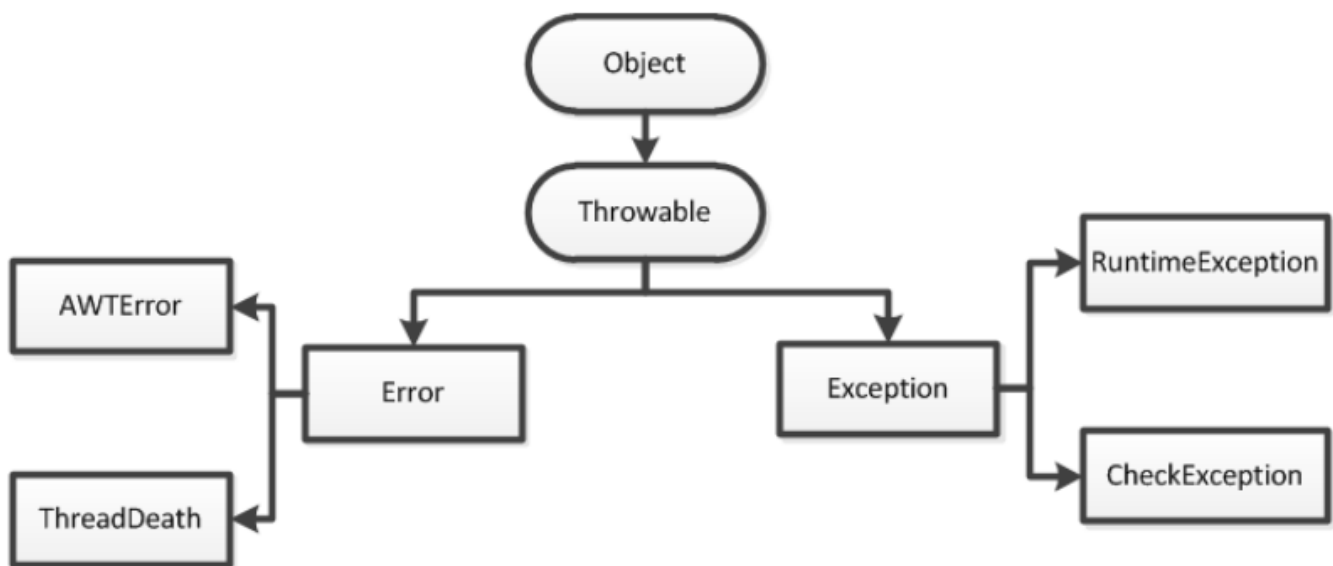 Object
Throwable
RuntimeException
AWTError
Error
Exception
CheckException
ThreadDeath